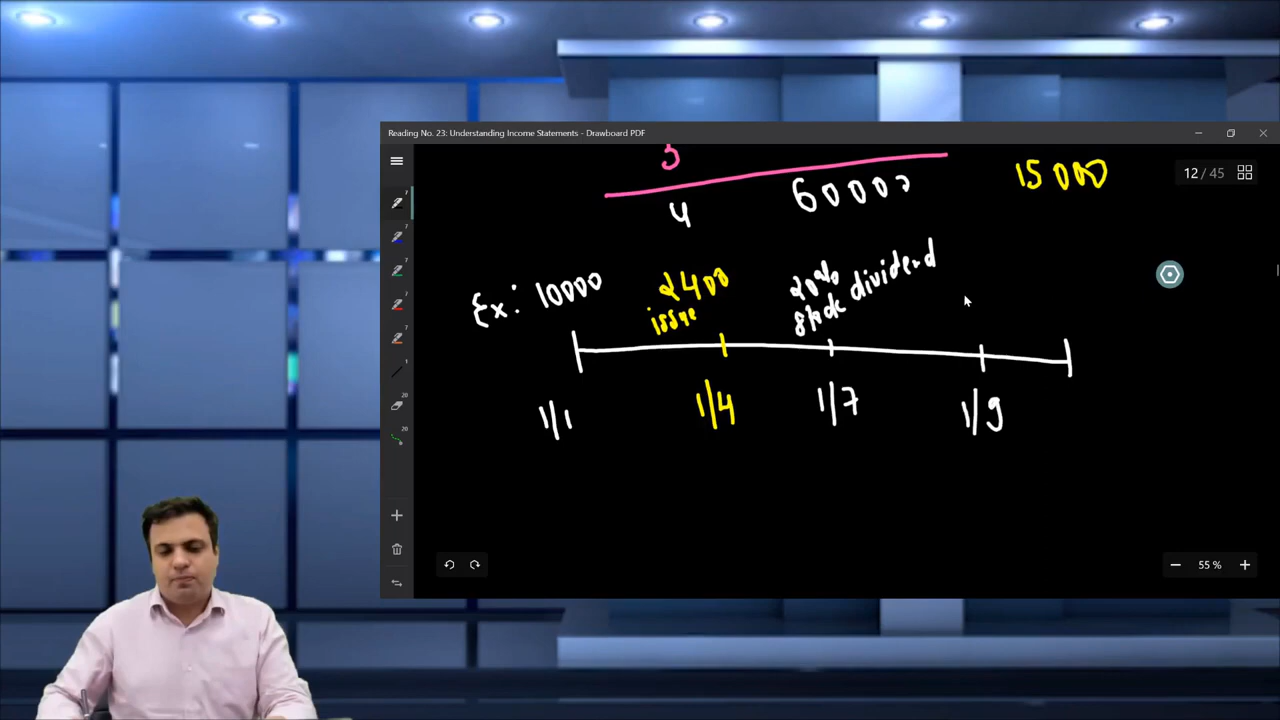 Reading No. 23: Understanding Income Statements - Drawboard PDF
12 / 45
3
4 60000 15000
Ex: 10000 2400 issue 20% stock dividend
1/1 1/4 1/7 1/9
55 %